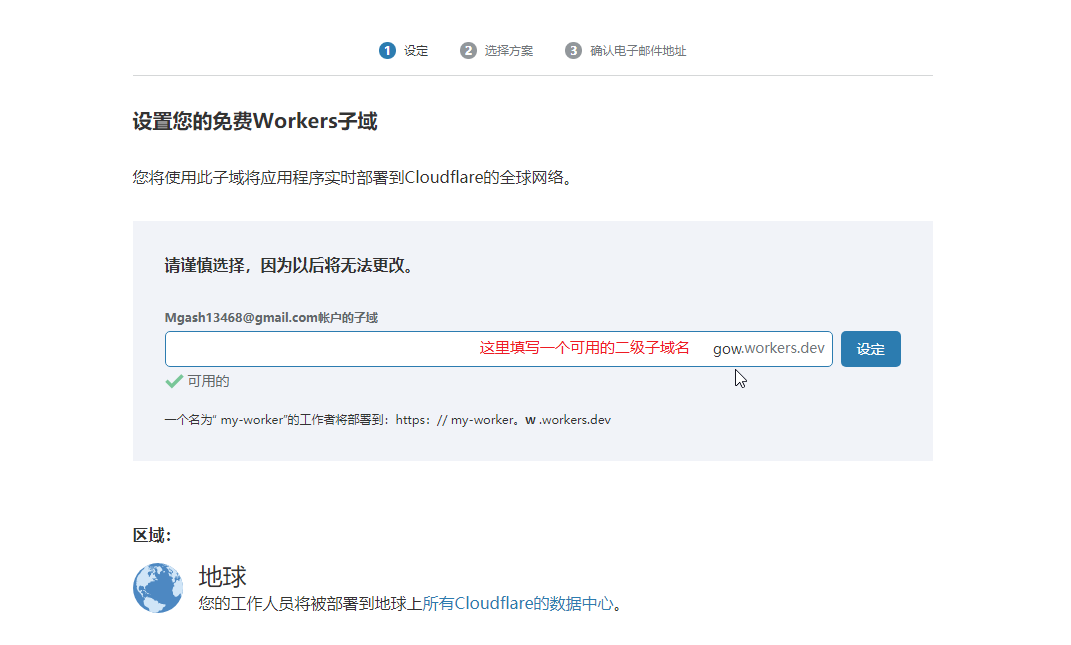 1 设定 2 选择方案 3 确认电子邮件地址
设置您的免费Workers子域
您将使用此子域将应用程序实时部署到Cloudflare的全球网络。
请谨慎选择，因为以后将无法更改。
Mgash13468@gmail.com帐户的子域
这里填写一个可用的二级子域名 gow.workers.dev 设定
可用的
一个名为“ my-worker”的工作者将部署到：https：// my-worker。w .workers.dev
区域：
地球
您的工作人员将被部署到地球上所有Cloudflare的数据中心。